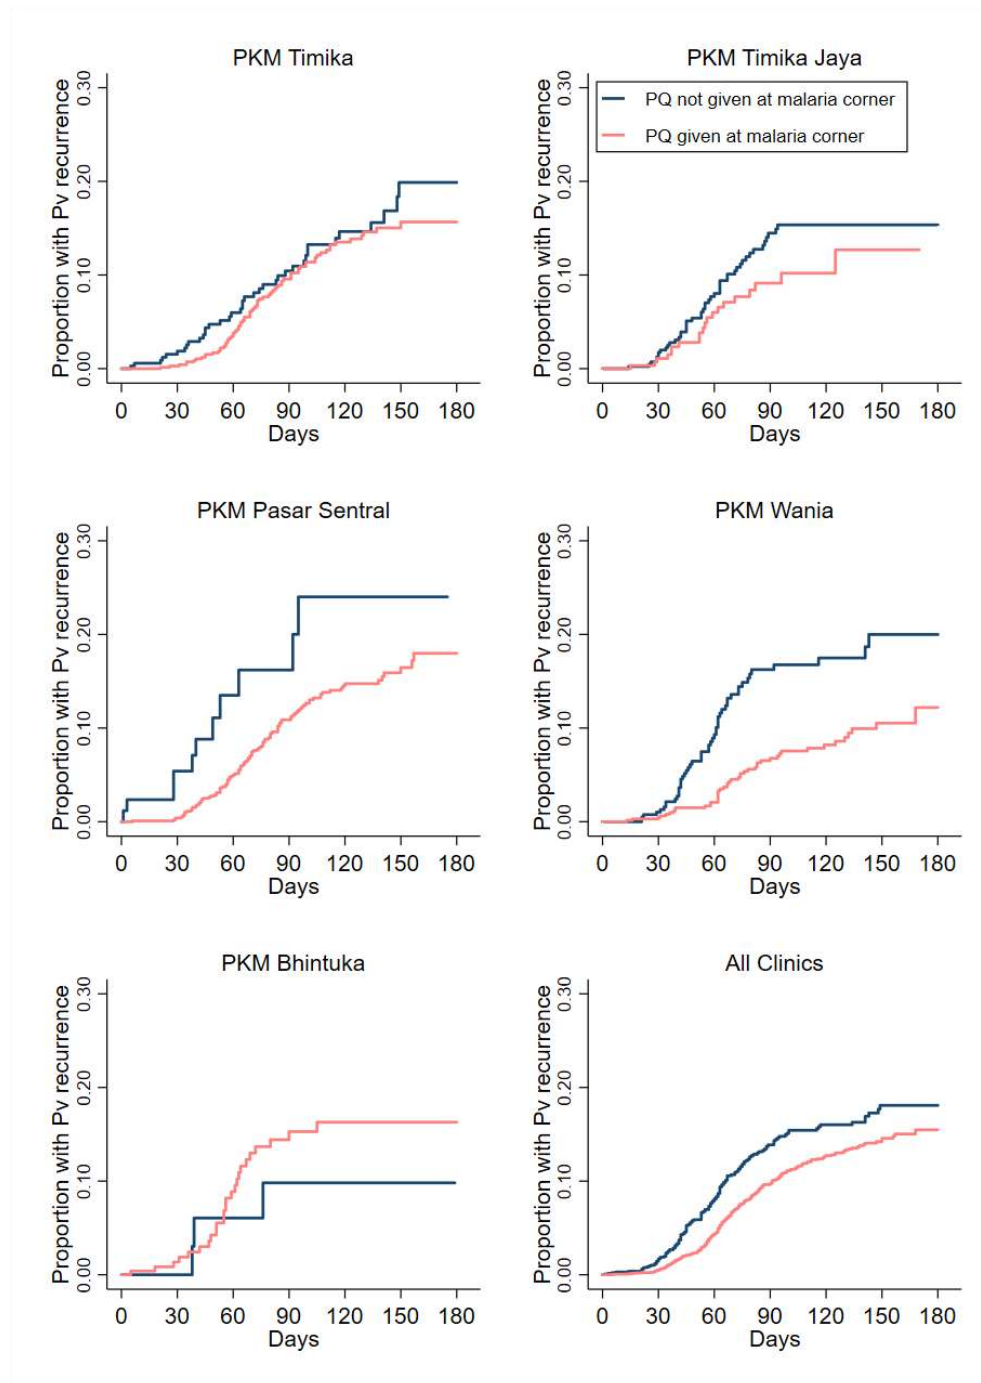 PKM Timika
Proportion with Pv recurrence
0.30
0.20
0.10
0.00
0 30 60 90 120 150 180
Days
PKM Timika Jaya
PQ not given at malaria corner
PQ given at malaria corner
Proportion with Pv recurrence
0.30
0.20
0.10
0.00
0 30 60 90 120 150 180
Days
PKM Pasar Sentral
Proportion with Pv recurrence
0.30
0.20
0.10
0.00
0 30 60 90 120 150 180
Days
PKM Wania
Proportion with Pv recurrence
0.30
0.20
0.10
0.00
0 30 60 90 120 150 180
Days
PKM Bhintuka
Proportion with Pv recurrence
0.30
0.20
0.10
0.00
0 30 60 90 120 150 180
Days
All Clinics
Proportion with Pv recurrence
0.30
0.20
0.10
0.00
0 30 60 90 120 150 180
Days